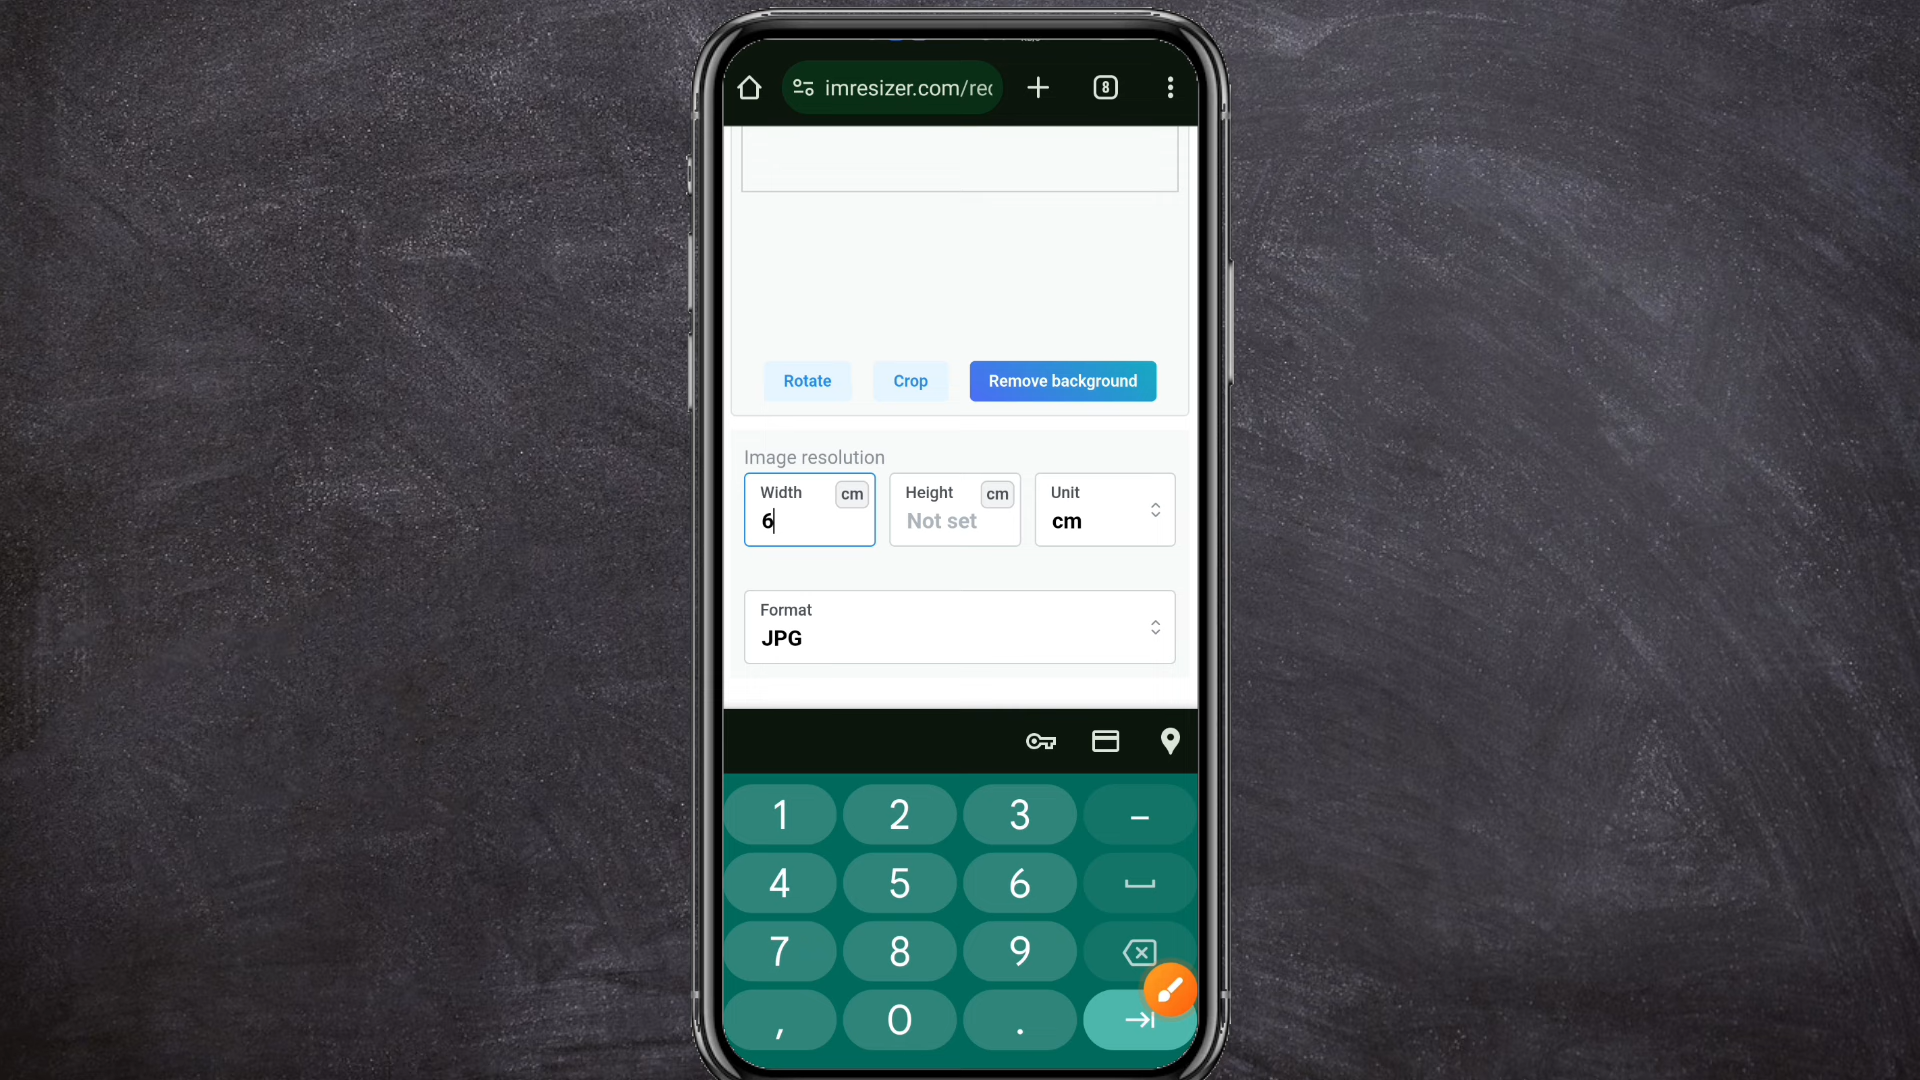 imresizer.com/rec
8
Rotate
Crop
Remove background
Image resolution
Width cm
6
Height cm
Not set
Unit
cm
Format
JPG
1 2 3 –
4 5 6
7 8 9
, 0 .